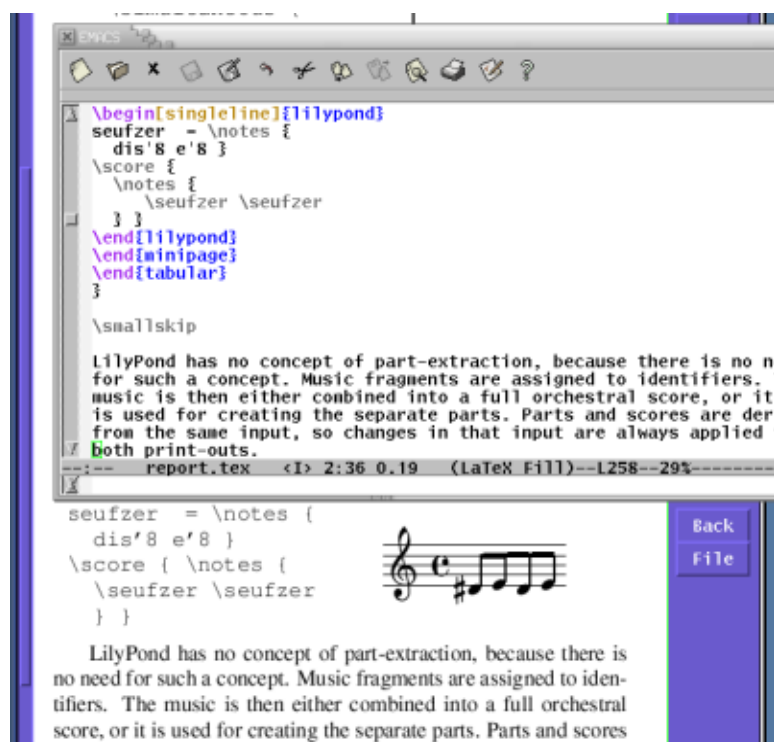 EMACS
\begin[singleline]{lilypond}
seufzer = \notes {
dis'8 e'8 }
\score {
\notes {
\seufzer \seufzer
} }
\end{lilypond}
\end{minipage}
\end{tabular}
}
\smallskip
LilyPond has no concept of part-extraction, because there is no n
for such a concept. Music fragments are assigned to identifiers.
music is then either combined into a full orchestral score, or it
is used for creating the separate parts. Parts and scores are der
from the same input, so changes in that input are always applied
both print-outs.
--:-- report.tex <I> 2:36 0.19 (LaTeX Fill)--L258--29%--------
seufzer = \notes {
dis'8 e'8 }
\score { \notes {
\seufzer \seufzer
} }
Back
File
LilyPond has no concept of part-extraction, because there is
no need for such a concept. Music fragments are assigned to iden-
tifiers. The music is then either combined into a full orchestral
score, or it is used for creating the separate parts. Parts and scores